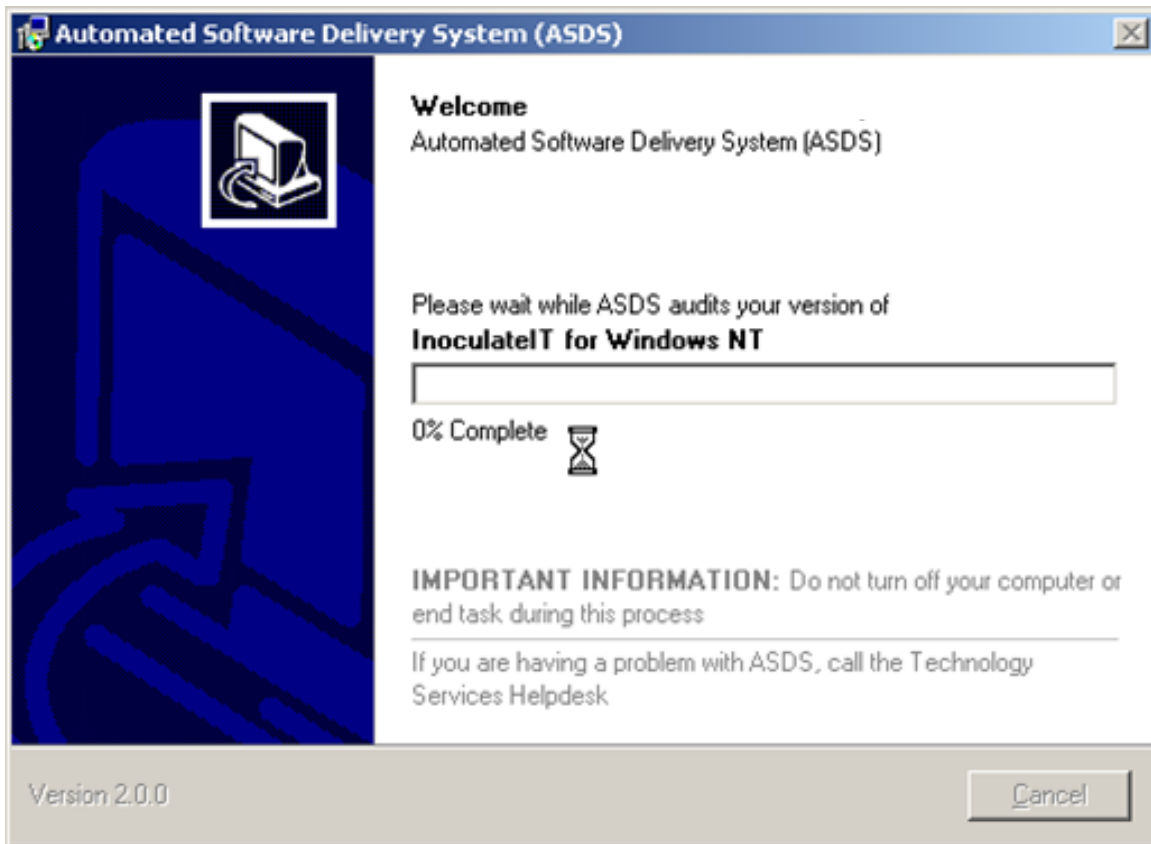 Automated Software Delivery System (ASDS)
Welcome
Automated Software Delivery System (ASDS)
Please wait while ASDS audits your version of
InoculateIT for Windows NT
0% Complete
IMPORTANT INFORMATION: Do not turn off your computer or
end task during this process
If you are having a problem with ASDS, call the Technology
Services Helpdesk
Version 2.0.0
Cancel